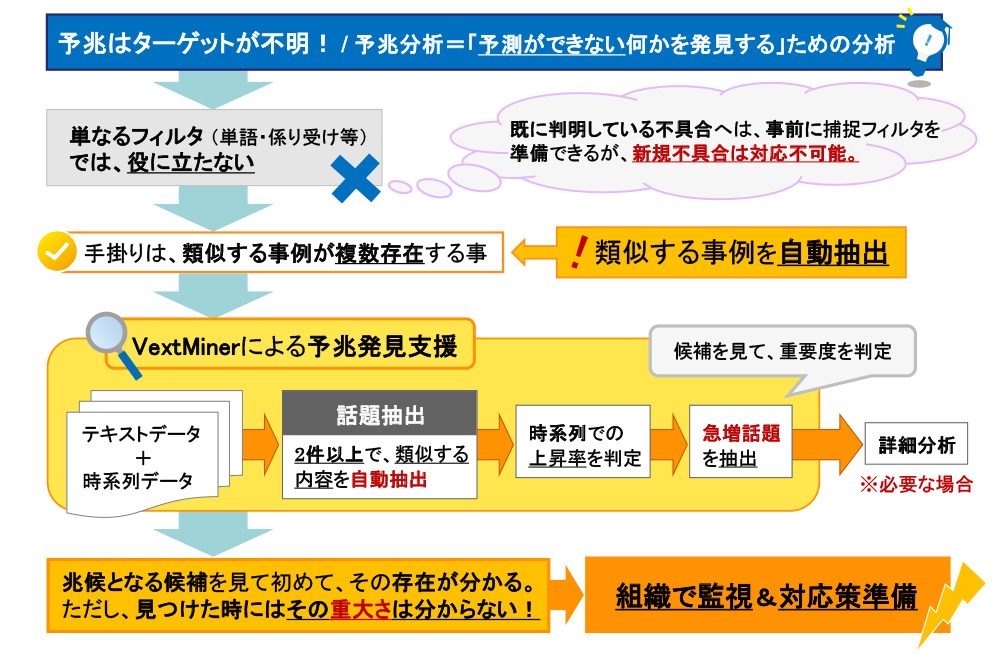 予兆はターゲットが不明！ / 予兆分析＝「予測ができない何かを発見する」ための分析
単なるフィルタ（単語・係り受け等）
では、役に立たない
既に判明している不具合へは、事前に捕捉フィルタを
準備できるが、新規不具合は対応不可能。
手掛りは、類似する事例が複数存在する事
！類似する事例を自動抽出
VextMinerによる予兆発見支援
候補を見て、重要度を判定
テキストデータ
＋
時系列データ
話題抽出
2件以上で、類似する
内容を自動抽出
時系列での
上昇率を判定
急増話題
を抽出
詳細分析
※必要な場合
兆候となる候補を見て初めて、その存在が分かる。
ただし、見つけた時にはその重大さは分からない！
組織で監視＆対応策準備